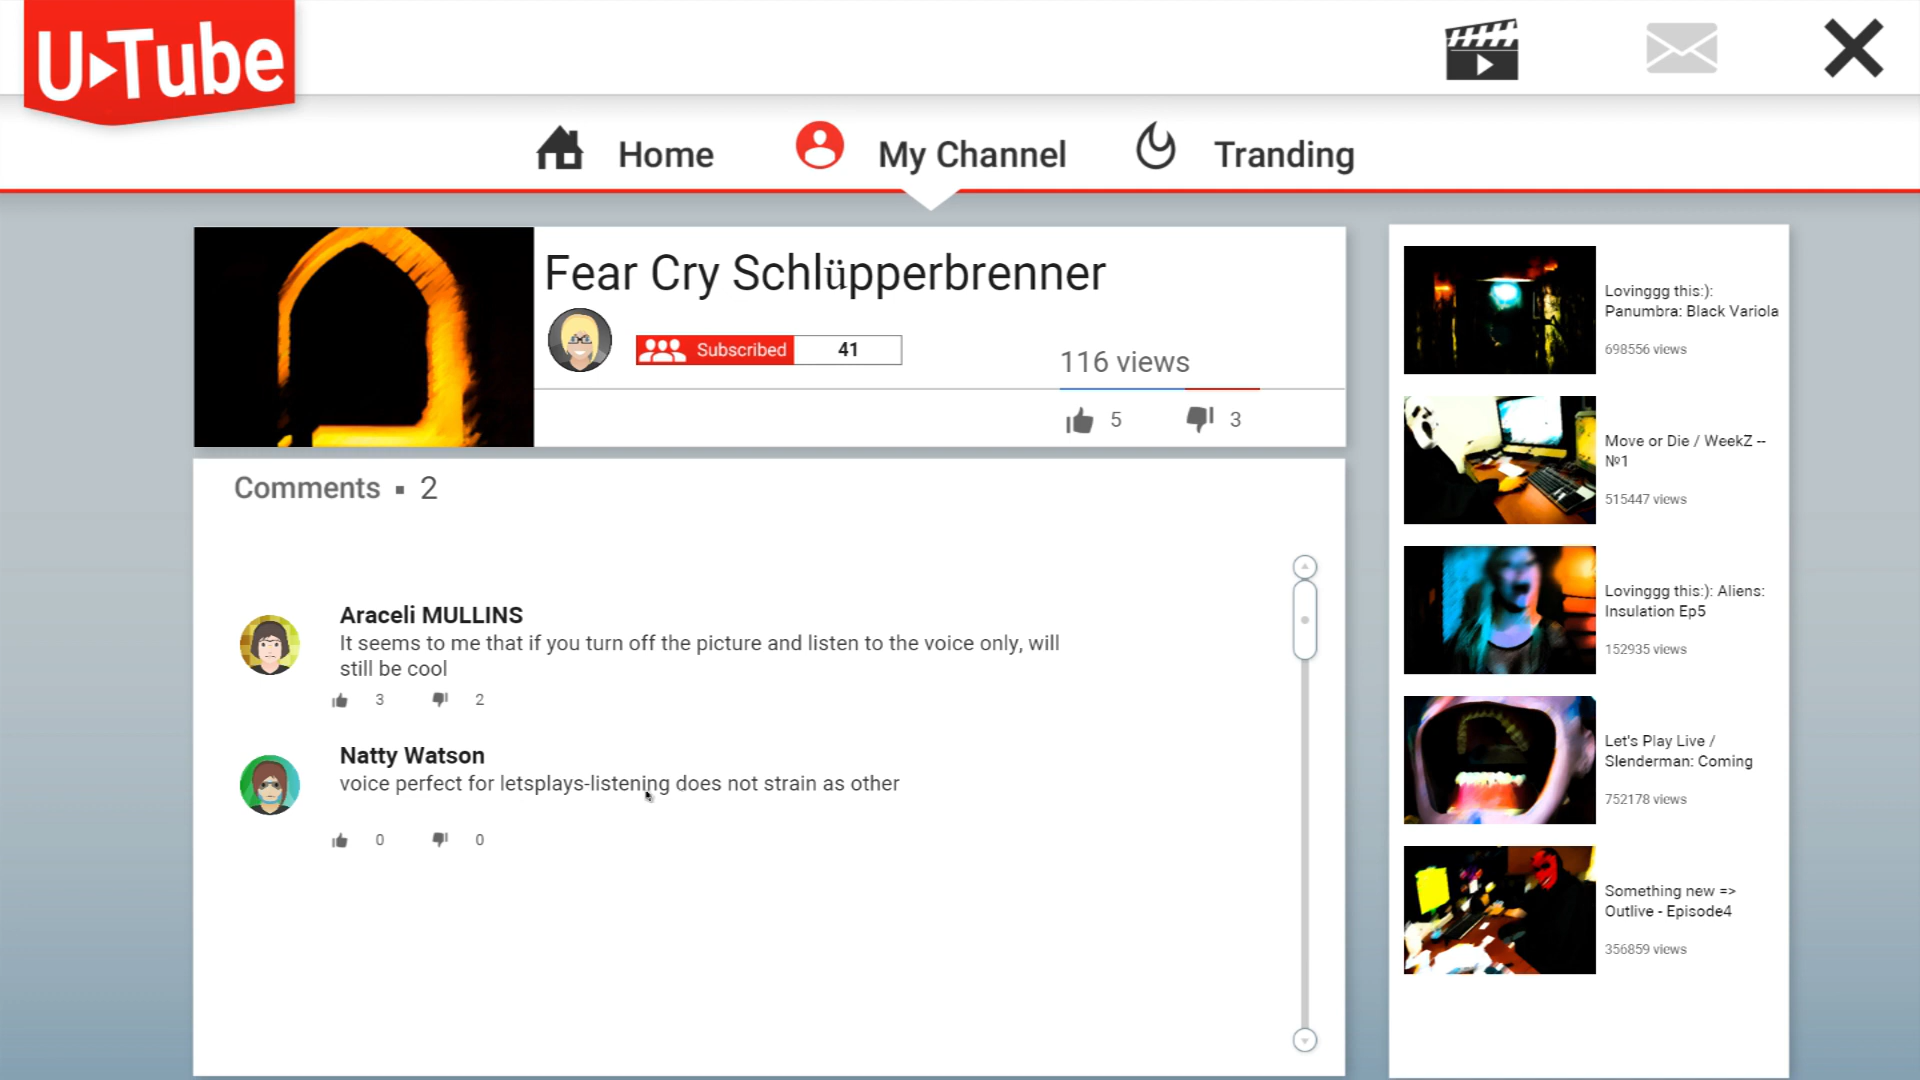 U Tube
Home
My Channel
Tranding
Fear Cry Schlüpperbrenner
Subscribed
41
116 views
5
3
Comments ▪ 2
Araceli MULLINS
It seems to me that if you turn off the picture and listen to the voice only, will
still be cool
3
2
Natty Watson
voice perfect for letsplays-listening does not strain as other
0
0
Lovinggg this:):
Panumbra: Black Variola
698556 views
Move or Die / WeekZ --
№1
515447 views
Lovinggg this:): Aliens:
Insulation Ep5
152935 views
Let's Play Live /
Slenderman: Coming
752178 views
Something new =>
Outlive - Episode4
356859 views